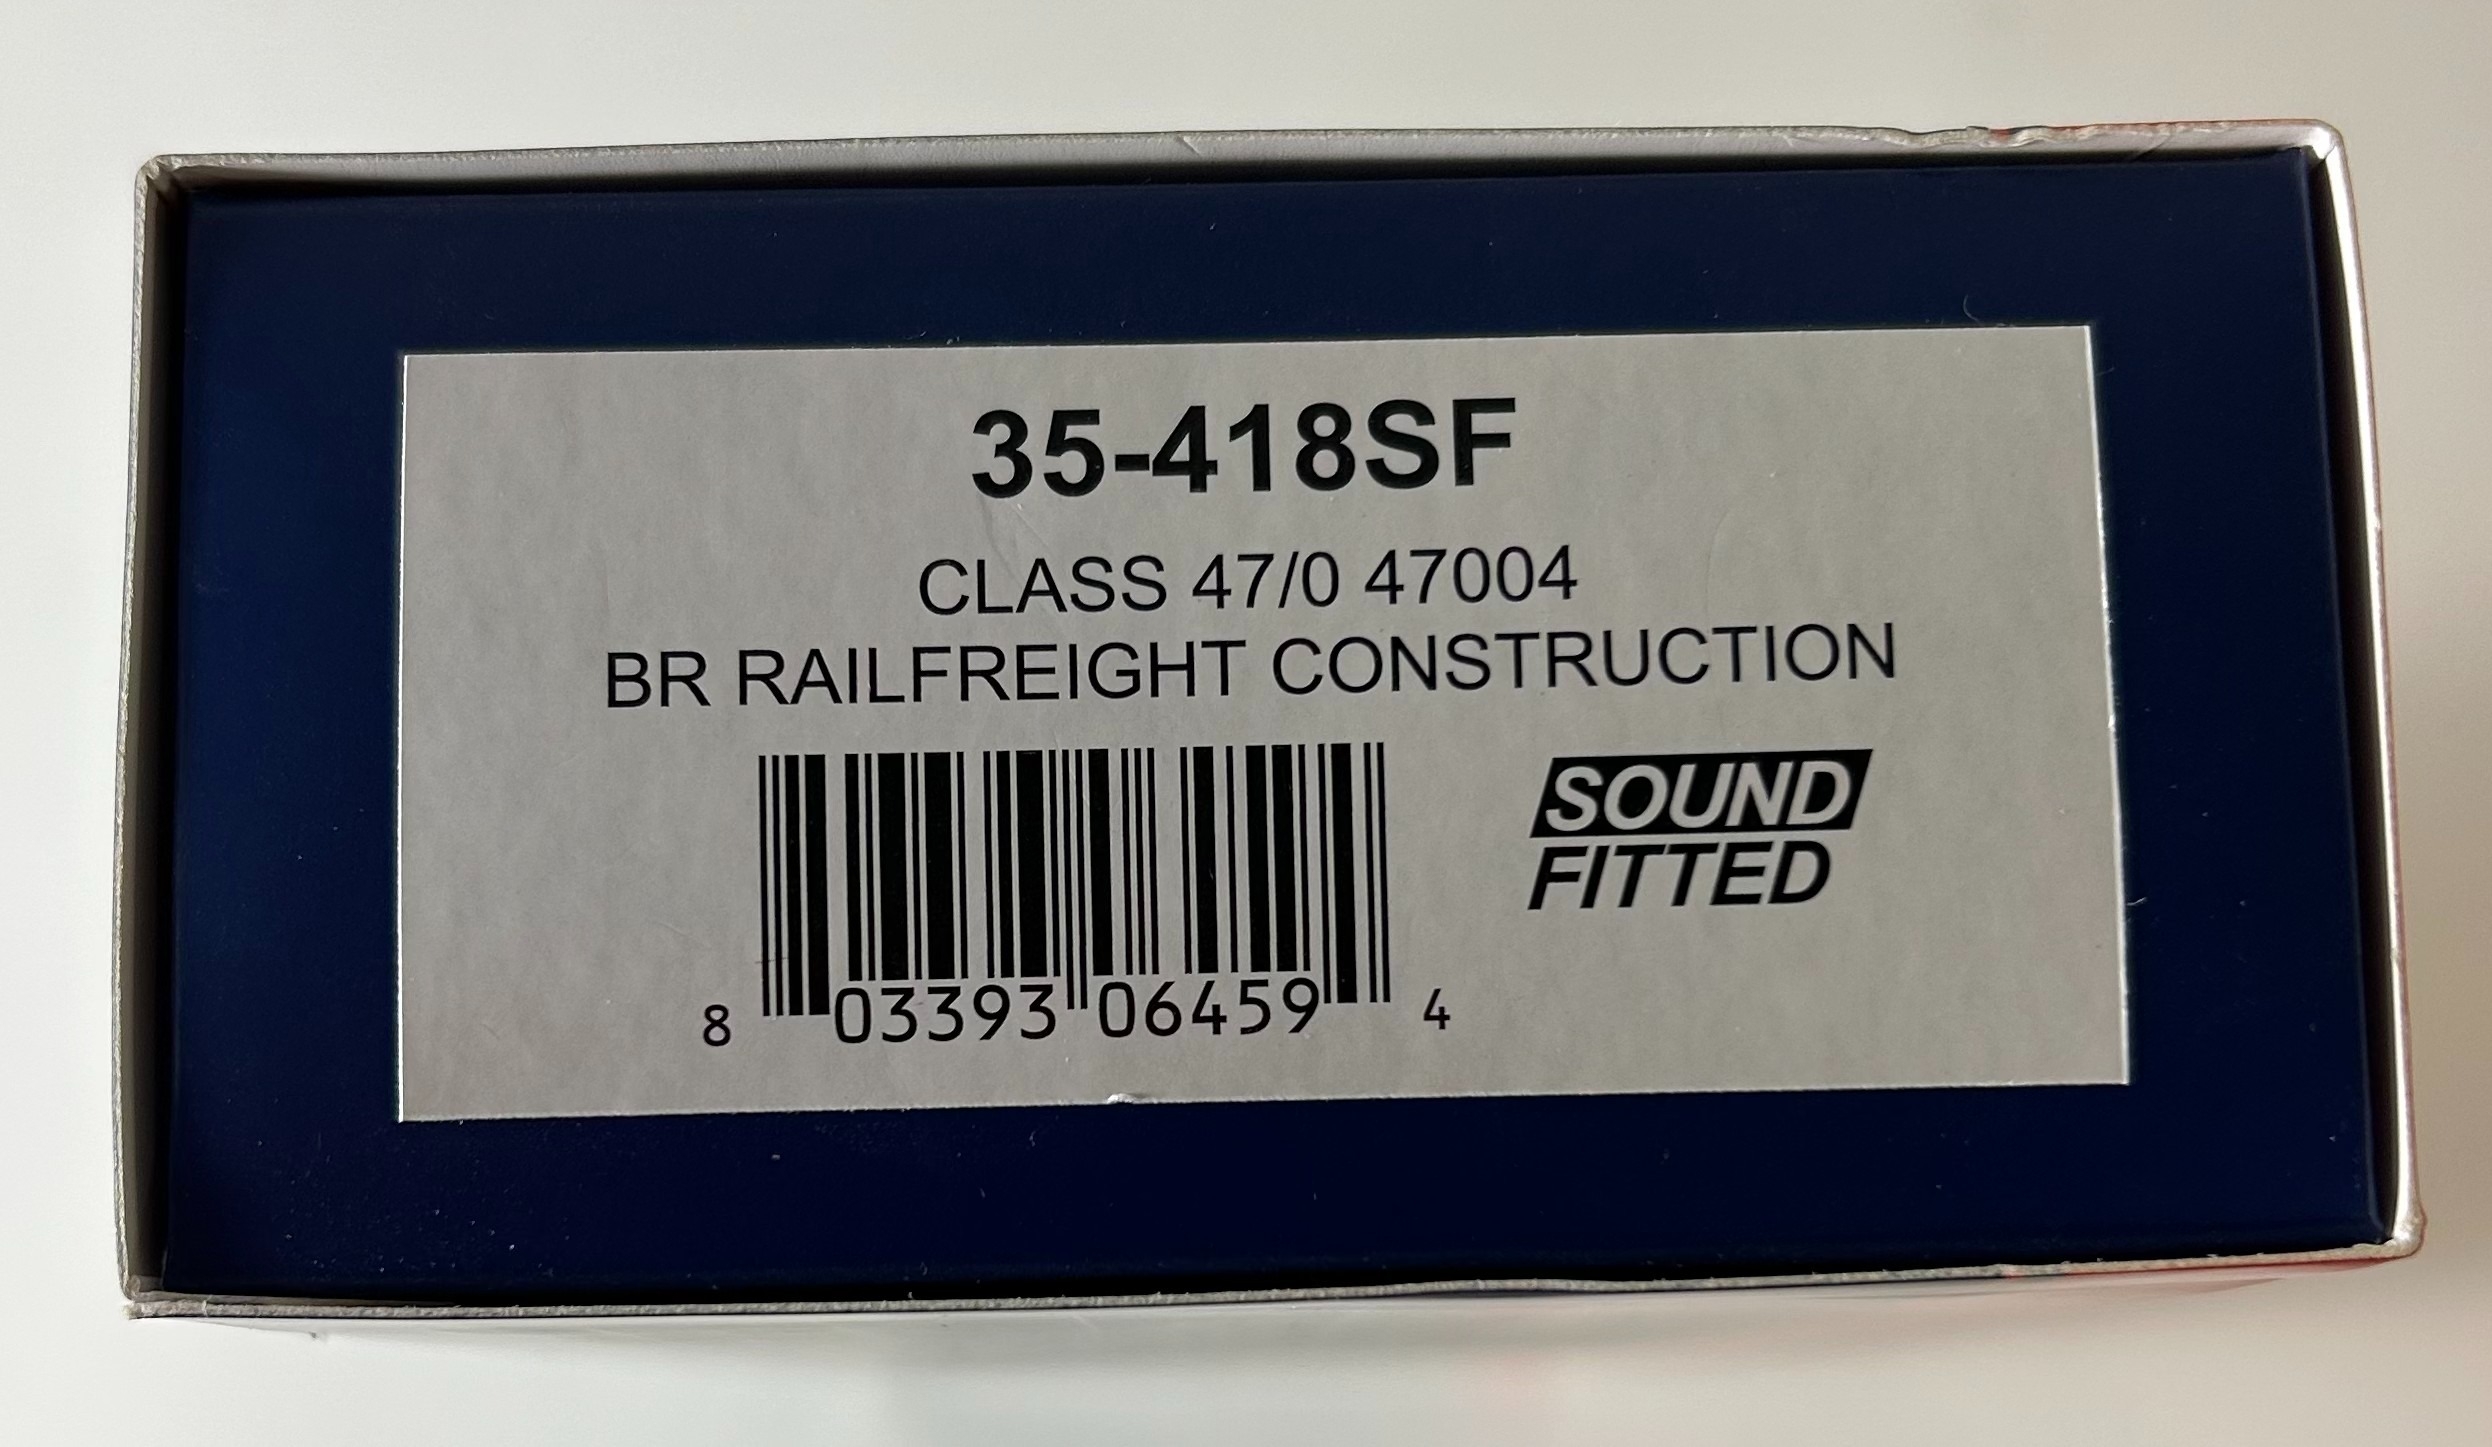 35-418SF
CLASS 47/0 47004
BR RAILFREIGHT CONSTRUCTION
SOUND
FITTED
8 03393 06459 4